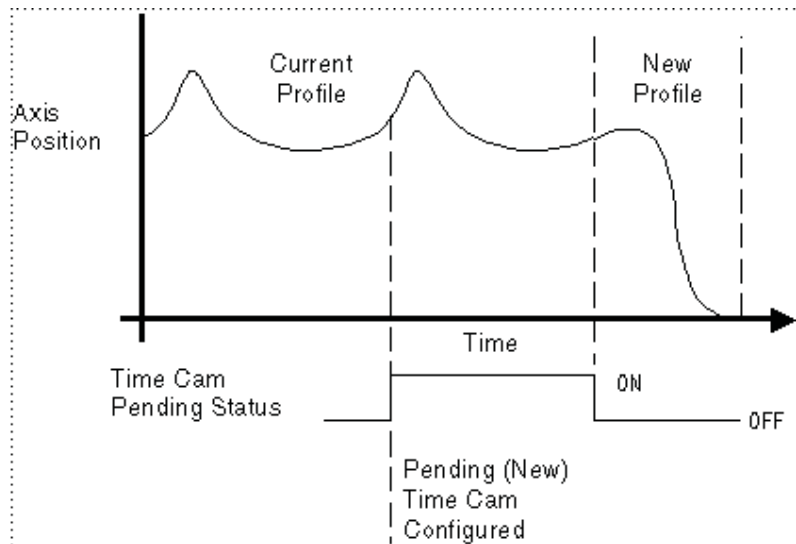 Current
Profile
New
Profile
Axis
Position
Time
Time Cam
Pending Status
ON
OFF
Pending (New)
Time Cam
Configured